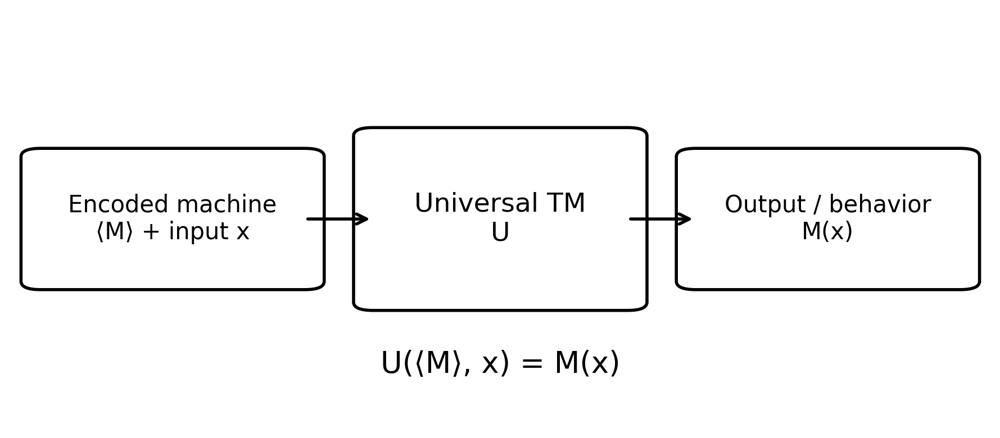 Encoded machine
⟨M⟩ + input x
Universal TM
U
Output / behavior
M(x)
U(⟨M⟩, x) = M(x)